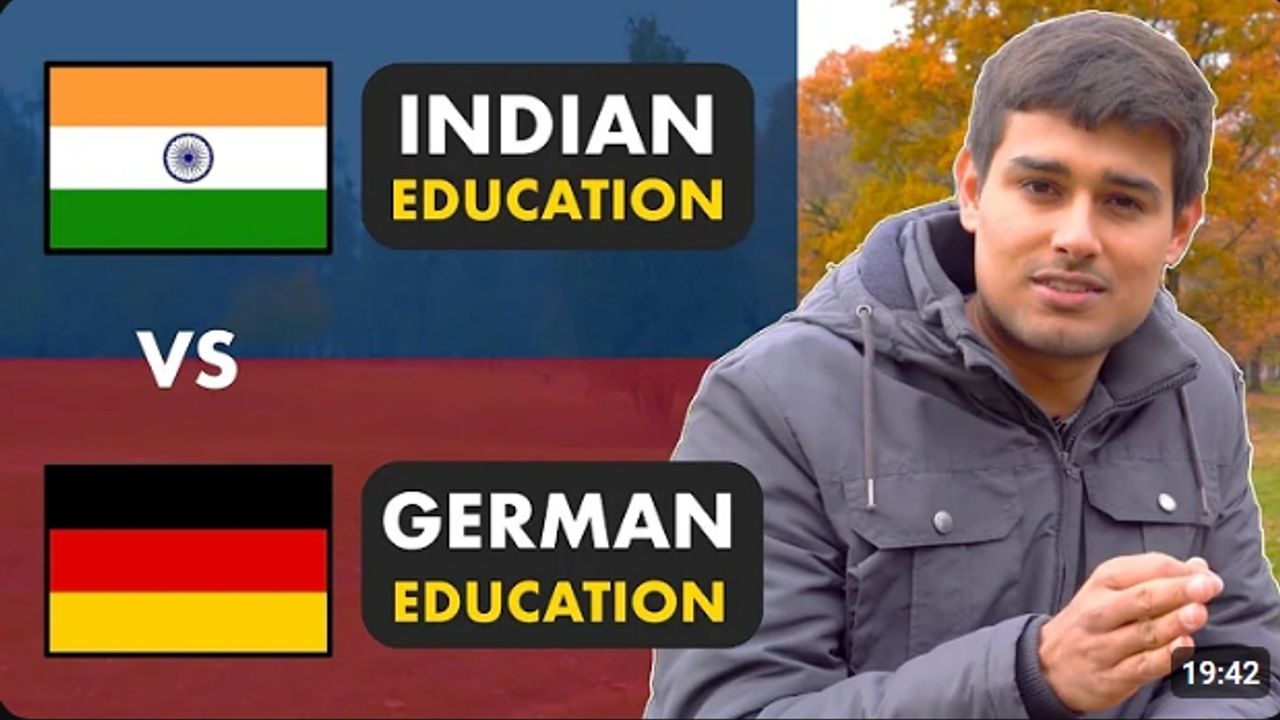 INDIAN
EDUCATION
VS
GERMAN
EDUCATION
19:42